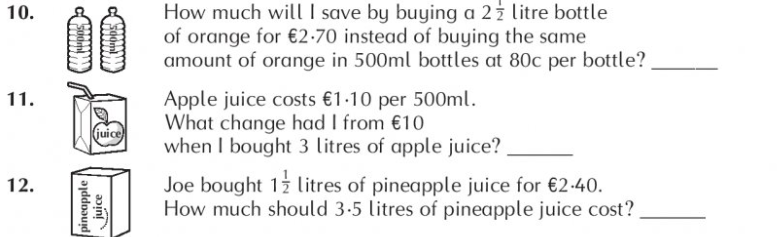 10. How much will I save by buying a 2 1/2 litre bottle
of orange for €2·70 instead of buying the same
amount of orange in 500ml bottles at 80c per bottle? ______
500ml 500ml
11. Apple juice costs €1·10 per 500ml.
What change had I from €10
when I bought 3 litres of apple juice? ______
juice
12. Joe bought 1 1/2 litres of pineapple juice for €2·40.
How much should 3·5 litres of pineapple juice cost? ______
pineapple
juice